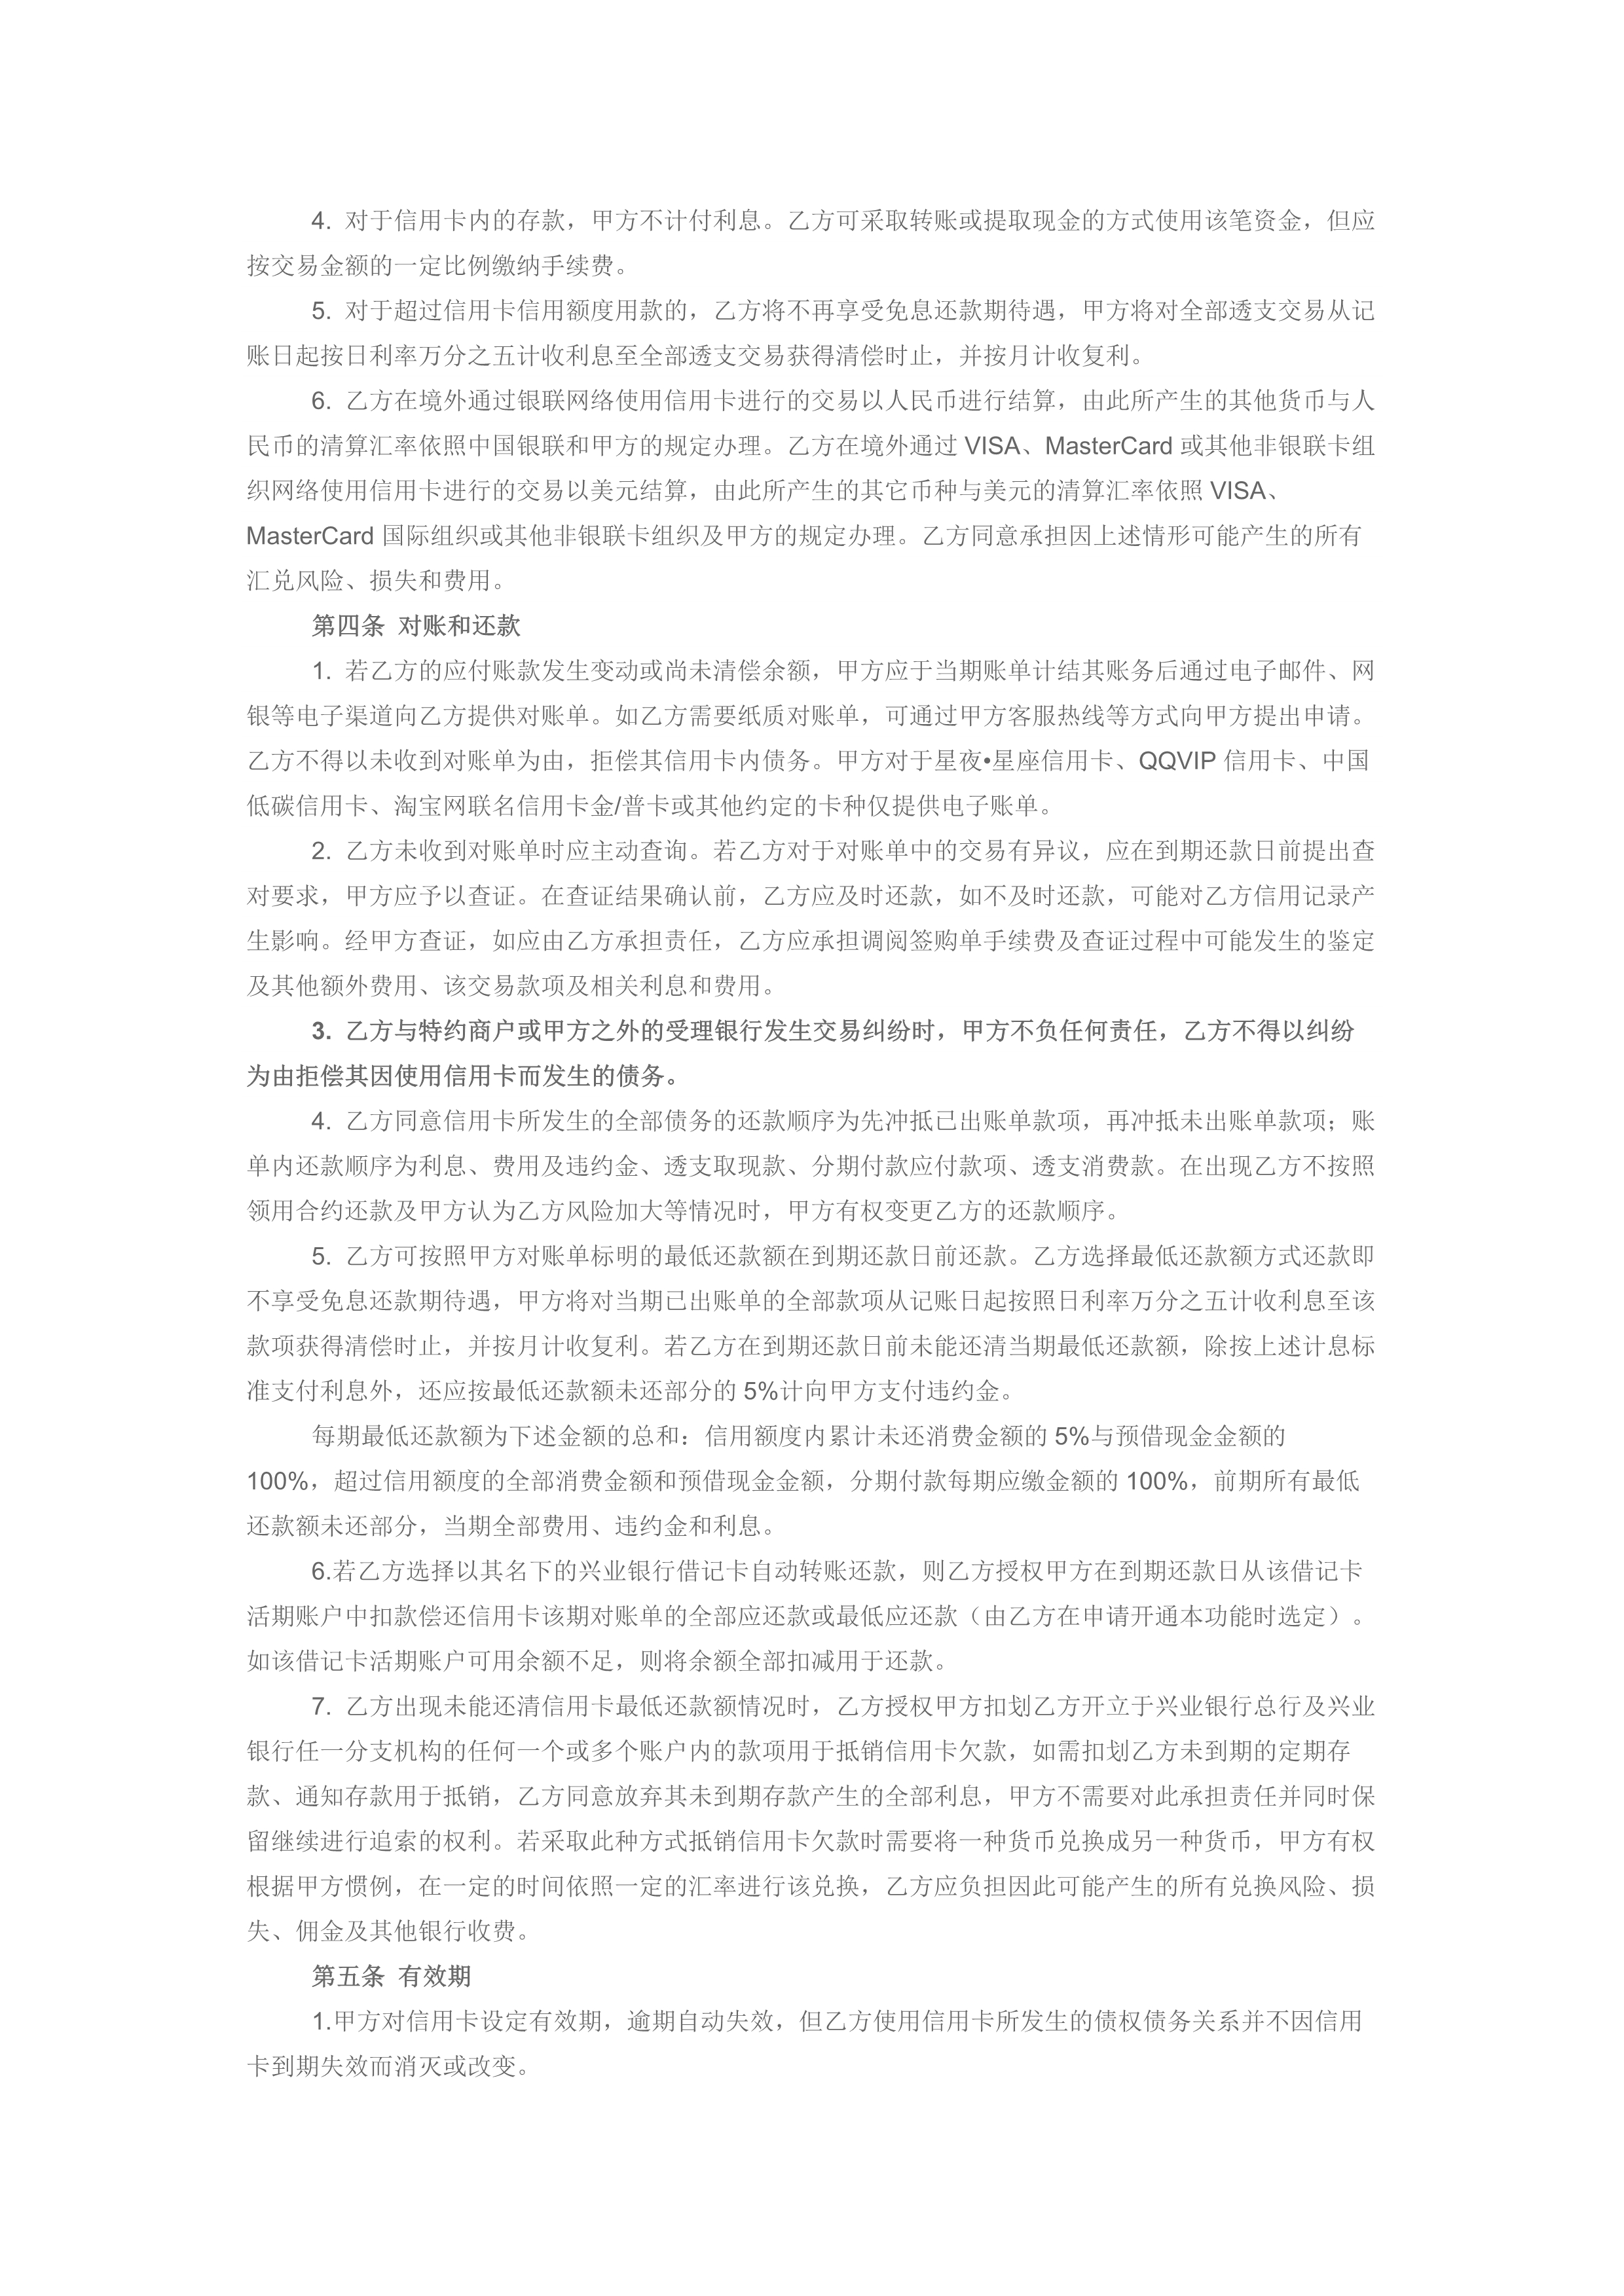 4. 对于信用卡内的存款，甲方不计付利息。乙方可采取转账或提取现金的方式使用该笔资金，但应
按交易金额的一定比例缴纳手续费。
5. 对于超过信用卡信用额度用款的，乙方将不再享受免息还款期待遇，甲方将对全部透支交易从记
账日起按日利率万分之五计收利息至全部透支交易获得清偿时止，并按月计收复利。
6. 乙方在境外通过银联网络使用信用卡进行的交易以人民币进行结算，由此所产生的其他货币与人
民币的清算汇率依照中国银联和甲方的规定办理。乙方在境外通过 VISA、MasterCard 或其他非银联卡组
织网络使用信用卡进行的交易以美元结算，由此所产生的其它币种与美元的清算汇率依照 VISA、
MasterCard 国际组织或其他非银联卡组织及甲方的规定办理。乙方同意承担因上述情形可能产生的所有
汇兑风险、损失和费用。
第四条 对账和还款
1. 若乙方的应付账款发生变动或尚未清偿余额，甲方应于当期账单计结其账务后通过电子邮件、网
银等电子渠道向乙方提供对账单。如乙方需要纸质对账单，可通过甲方客服热线等方式向甲方提出申请。
乙方不得以未收到对账单为由，拒偿其信用卡内债务。甲方对于星夜•星座信用卡、QQVIP 信用卡、中国
低碳信用卡、淘宝网联名信用卡金/普卡或其他约定的卡种仅提供电子账单。
2. 乙方未收到对账单时应主动查询。若乙方对于对账单中的交易有异议，应在到期还款日前提出查
对要求，甲方应予以查证。在查证结果确认前，乙方应及时还款，如不及时还款，可能对乙方信用记录产
生影响。经甲方查证，如应由乙方承担责任，乙方应承担调阅签购单手续费及查证过程中可能发生的鉴定
及其他额外费用、该交易款项及相关利息和费用。
3. 乙方与特约商户或甲方之外的受理银行发生交易纠纷时，甲方不负任何责任，乙方不得以纠纷
为由拒偿其因使用信用卡而发生的债务。
4. 乙方同意信用卡所发生的全部债务的还款顺序为先冲抵已出账单款项，再冲抵未出账单款项；账
单内还款顺序为利息、费用及违约金、透支取现款、分期付款应付款项、透支消费款。在出现乙方不按照
领用合约还款及甲方认为乙方风险加大等情况时，甲方有权变更乙方的还款顺序。
5. 乙方可按照甲方对账单标明的最低还款额在到期还款日前还款。乙方选择最低还款额方式还款即
不享受免息还款期待遇，甲方将对当期已出账单的全部款项从记账日起按照日利率万分之五计收利息至该
款项获得清偿时止，并按月计收复利。若乙方在到期还款日前未能还清当期最低还款额，除按上述计息标
准支付利息外，还应按最低还款额未还部分的 5%计向甲方支付违约金。
每期最低还款额为下述金额的总和：信用额度内累计未还消费金额的 5%与预借现金金额的
100%，超过信用额度的全部消费金额和预借现金金额，分期付款每期应缴金额的 100%，前期所有最低
还款额未还部分，当期全部费用、违约金和利息。
6.若乙方选择以其名下的兴业银行借记卡自动转账还款，则乙方授权甲方在到期还款日从该借记卡
活期账户中扣款偿还信用卡该期对账单的全部应还款或最低应还款（由乙方在申请开通本功能时选定）。
如该借记卡活期账户可用余额不足，则将余额全部扣减用于还款。
7. 乙方出现未能还清信用卡最低还款额情况时，乙方授权甲方扣划乙方开立于兴业银行总行及兴业
银行任一分支机构的任何一个或多个账户内的款项用于抵销信用卡欠款，如需扣划乙方未到期的定期存
款、通知存款用于抵销，乙方同意放弃其未到期存款产生的全部利息，甲方不需要对此承担责任并同时保
留继续进行追索的权利。若采取此种方式抵销信用卡欠款时需要将一种货币兑换成另一种货币，甲方有权
根据甲方惯例，在一定的时间依照一定的汇率进行该兑换，乙方应负担因此可能产生的所有兑换风险、损
失、佣金及其他银行收费。
第五条 有效期
1.甲方对信用卡设定有效期，逾期自动失效，但乙方使用信用卡所发生的债权债务关系并不因信用
卡到期失效而消灭或改变。